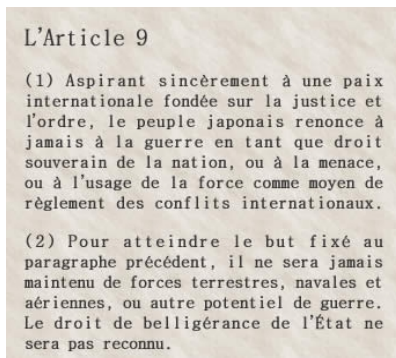 L'Article 9
(1) Aspirant sincèrement à une paix
internationale fondée sur la justice et
l'ordre, le peuple japonais renonce à
jamais à la guerre en tant que droit
souverain de la nation, ou à la menace,
ou à l'usage de la force comme moyen de
règlement des conflits internationaux.
(2) Pour atteindre le but fixé au
paragraphe précédent, il ne sera jamais
maintenu de forces terrestres, navales et
aériennes, ou autre potentiel de guerre.
Le droit de belligérance de l'État ne
sera pas reconnu.